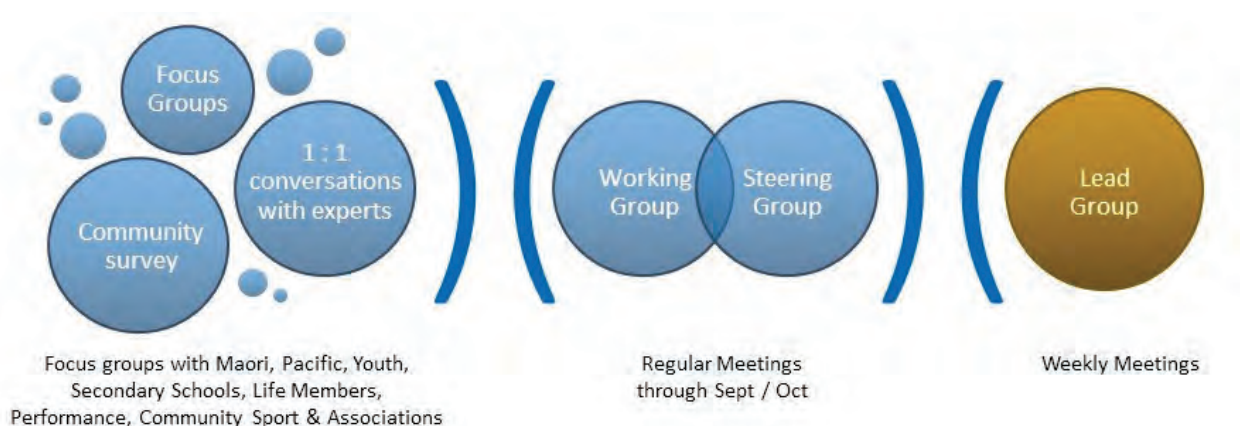 Focus
Groups
1 : 1
conversations
with experts
Community
survey
Working
Group
Steering
Group
Lead
Group
Focus groups with Maori, Pacific, Youth,
Secondary Schools, Life Members,
Performance, Community Sport & Associations
Regular Meetings
through Sept / Oct
Weekly Meetings